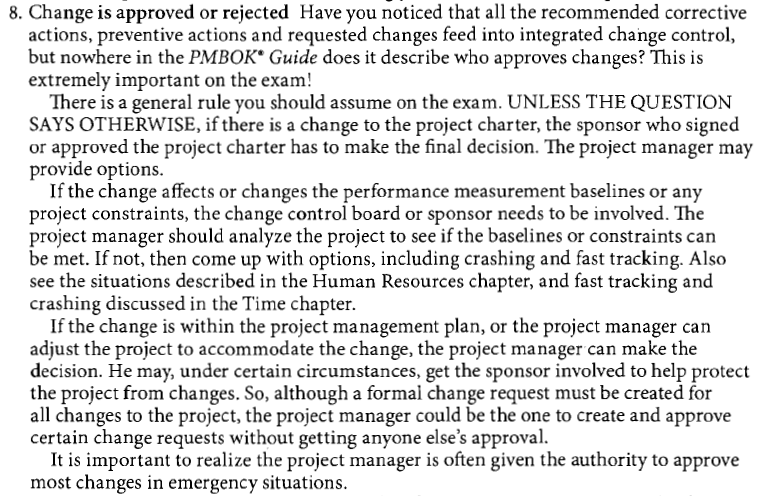 8. Change is approved or rejected  Have you noticed that all the recommended corrective
actions, preventive actions and requested changes feed into integrated change control,
but nowhere in the PMBOK® Guide does it describe who approves changes? This is
extremely important on the exam!
There is a general rule you should assume on the exam. UNLESS THE QUESTION
SAYS OTHERWISE, if there is a change to the project charter, the sponsor who signed
or approved the project charter has to make the final decision. The project manager may
provide options.
If the change affects or changes the performance measurement baselines or any
project constraints, the change control board or sponsor needs to be involved. The
project manager should analyze the project to see if the baselines or constraints can
be met. If not, then come up with options, including crashing and fast tracking. Also
see the situations described in the Human Resources chapter, and fast tracking and
crashing discussed in the Time chapter.
If the change is within the project management plan, or the project manager can
adjust the project to accommodate the change, the project manager can make the
decision. He may, under certain circumstances, get the sponsor involved to help protect
the project from changes. So, although a formal change request must be created for
all changes to the project, the project manager could be the one to create and approve
certain change requests without getting anyone else's approval.
It is important to realize the project manager is often given the authority to approve
most changes in emergency situations.